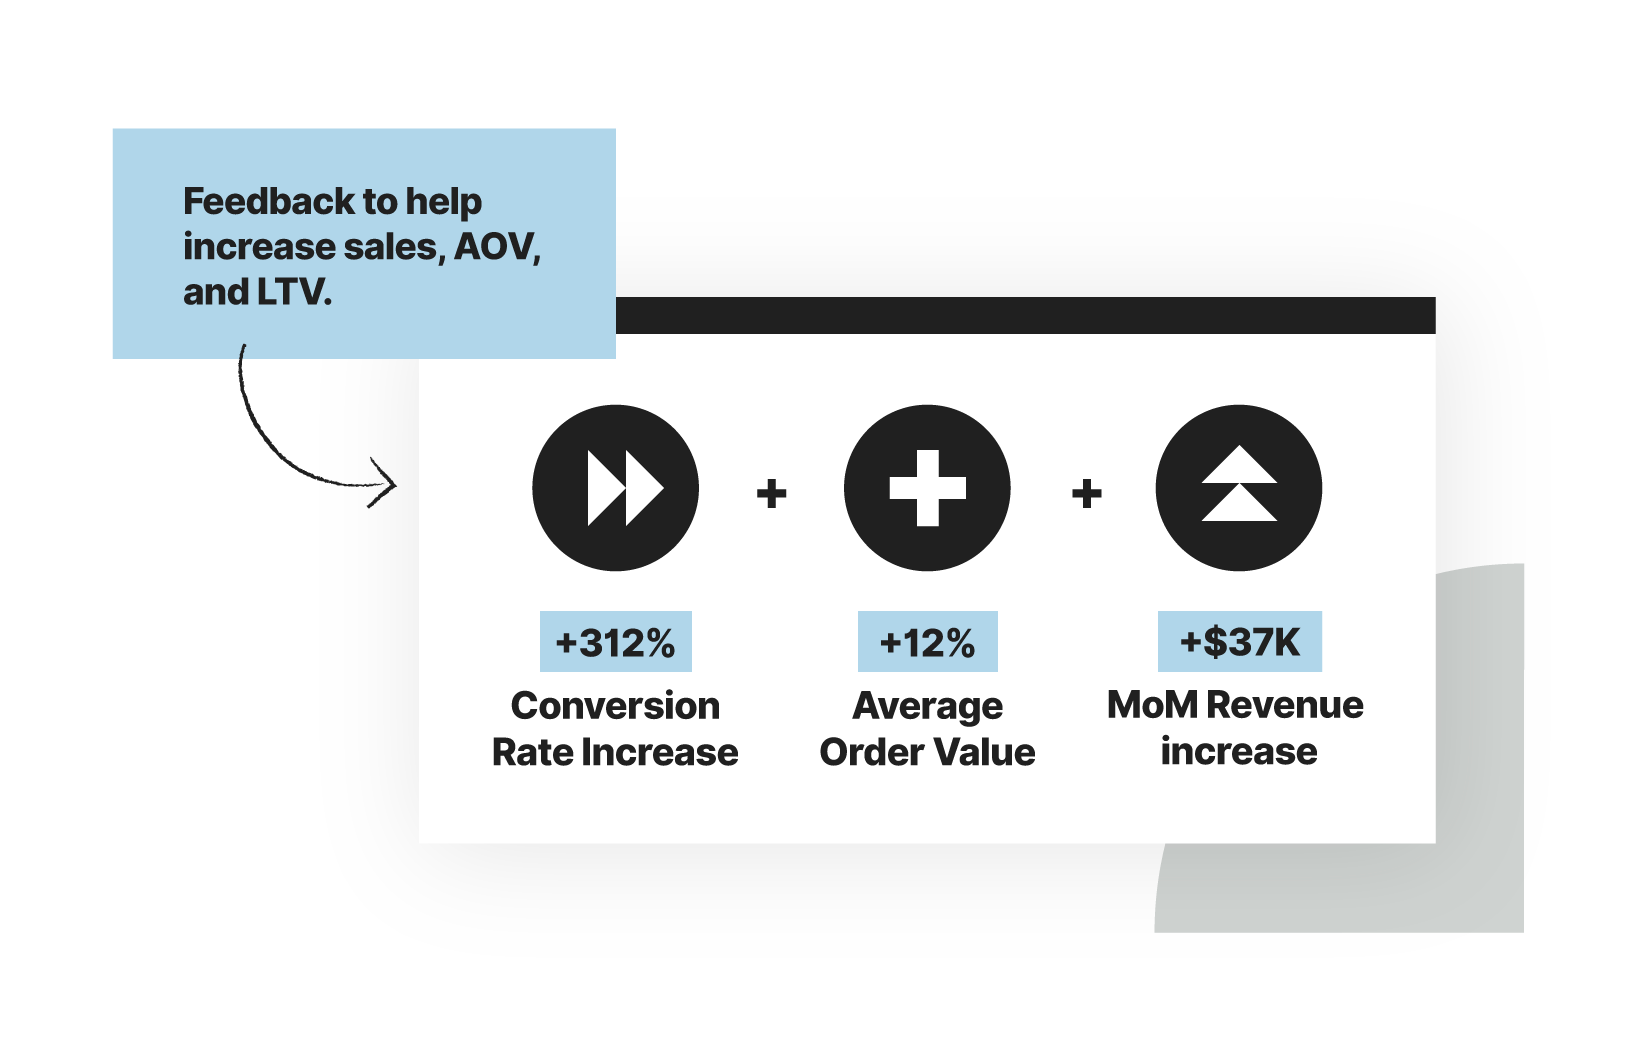 Feedback to help
increase sales, AOV,
and LTV.
+
+
+312%
Conversion
Rate Increase
+12%
Average
Order Value
+$37K
MoM Revenue
increase